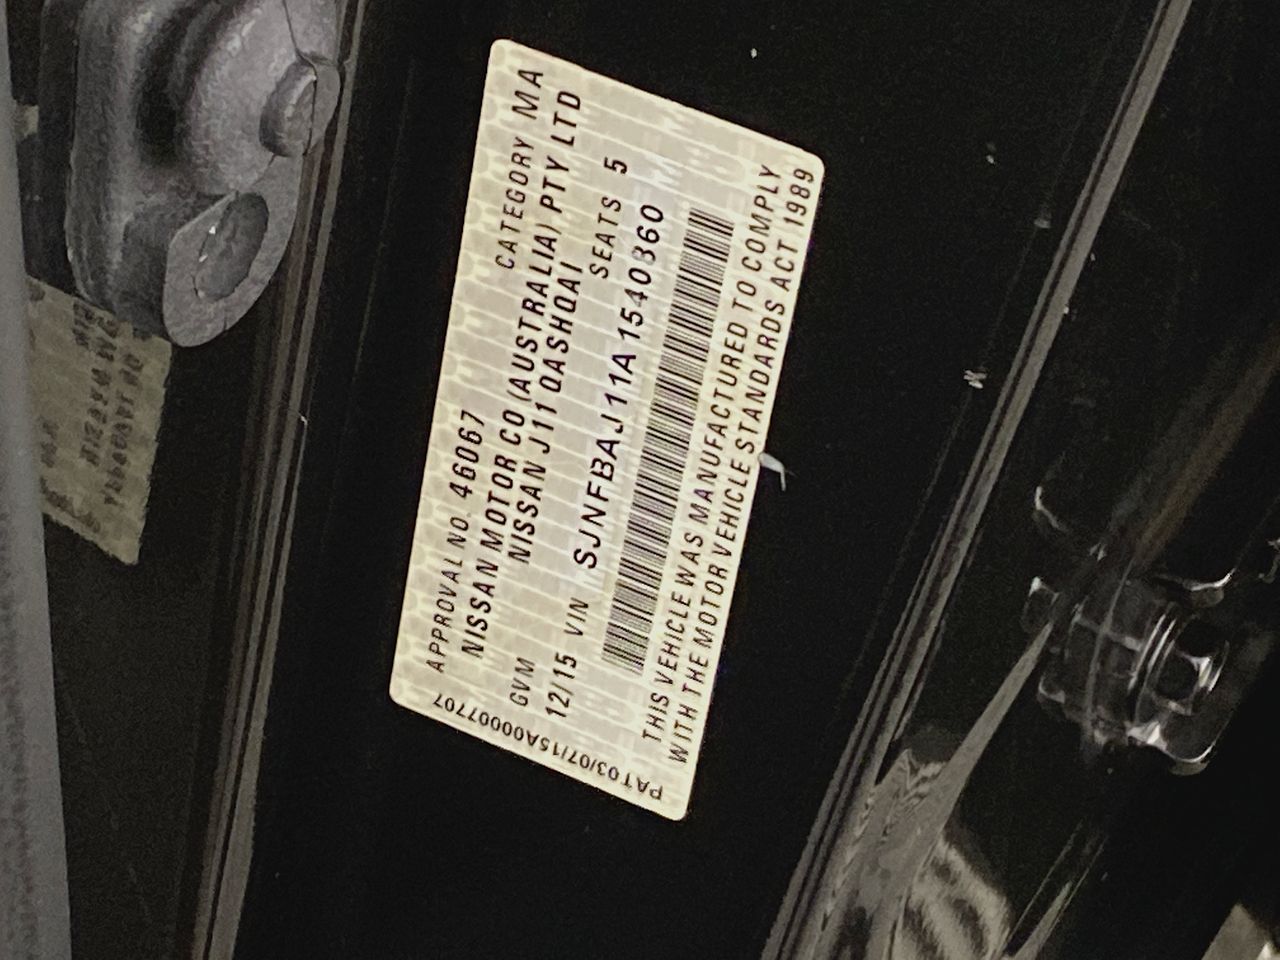 APPROVAL NO. 46067 CATEGORY MA
NISSAN MOTOR CO (AUSTRALIA) PTY LTD
NISSAN J11 QASHQAI
GVM SEATS 5
12/15 VIN SJNFBAJ11A1540360
THIS VEHICLE WAS MANUFACTURED TO COMPLY
WITH THE MOTOR VEHICLE STANDARDS ACT 1989
PAT03/07/15A00007707